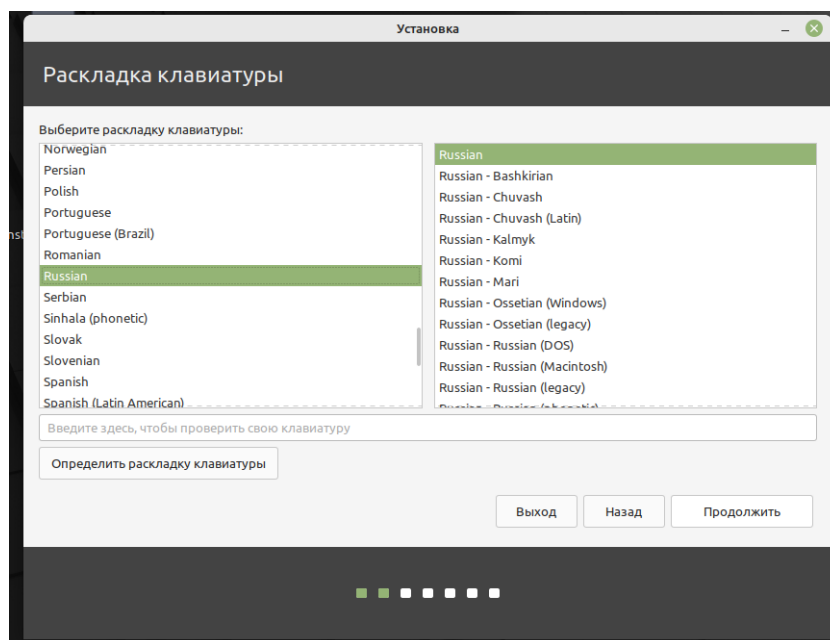 Установка
Раскладка клавиатуры
Выберите раскладку клавиатуры:
Norwegian
Persian
Polish
Portuguese
Portuguese (Brazil)
Romanian
Russian
Serbian
Sinhala (phonetic)
Slovak
Slovenian
Spanish
Spanish (Latin American)
Russian
Russian - Bashkirian
Russian - Chuvash
Russian - Chuvash (Latin)
Russian - Kalmyk
Russian - Komi
Russian - Mari
Russian - Ossetian (Windows)
Russian - Ossetian (legacy)
Russian - Russian (DOS)
Russian - Russian (Macintosh)
Russian - Russian (legacy)
Russian - Russian (phonetic)
Введите здесь, чтобы проверить свою клавиатуру
Определить раскладку клавиатуры
Выход
Назад
Продолжить